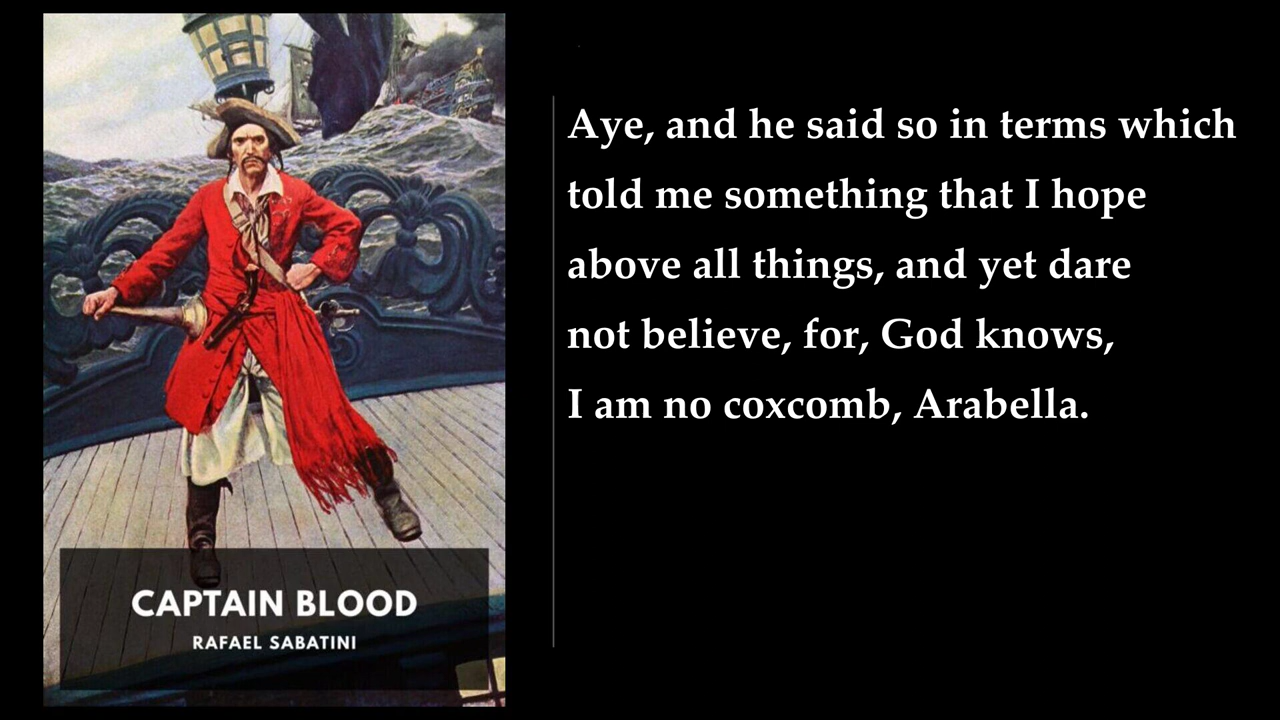 CAPTAIN BLOOD
RAFAEL SABATINI
Aye, and he said so in terms which
told me something that I hope
above all things, and yet dare
not believe, for, God knows,
I am no coxcomb, Arabella.